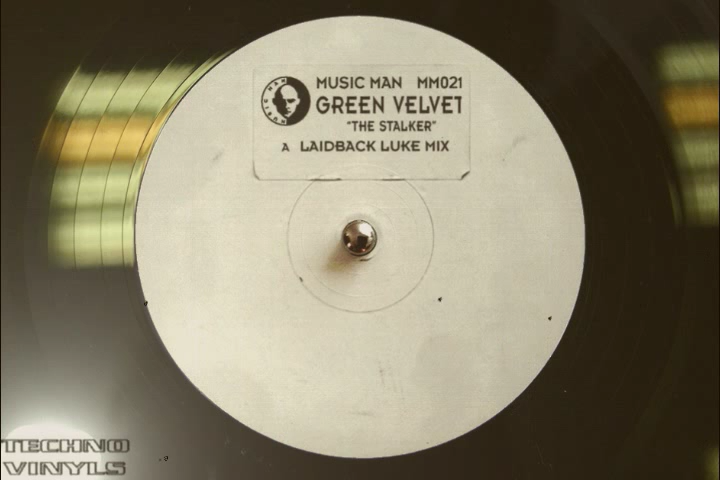 MUSIC MAN MM021
GREEN VELVET
"THE STALKER"
A LAIDBACK LUKE MIX
TECHNO
VINYLS